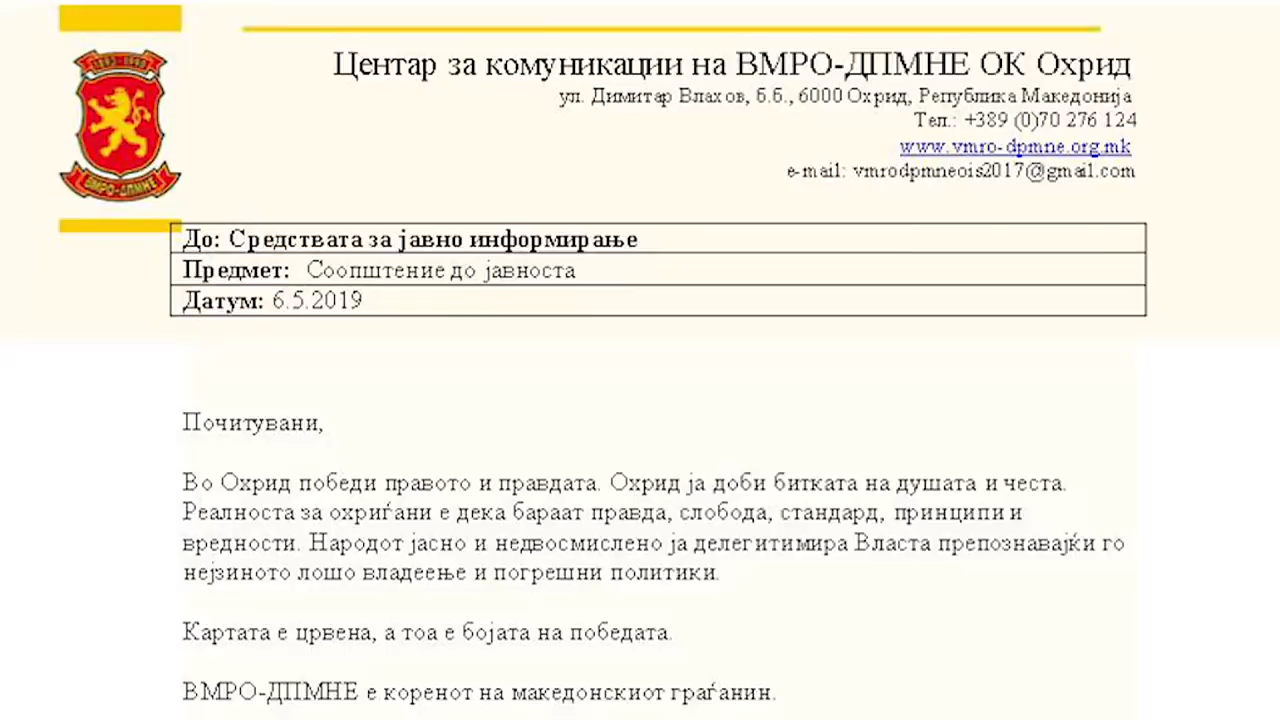 Центар за комуникации на ВМРО-ДПМНЕ ОК Охрид
ул. Димитар Влахов, б.б., 6000 Охрид, Република Македонија
Тел.: +389 (0)70 276 124
www.vmro-dpmne.org.mk
e-mail: vmrodpmneois2017@gmail.com
ВМРО-ДПМНЕ
До: Средствата за јавно информирање
Предмет: Соопштение до јавноста
Датум: 6.5.2019
Почитувани,
Во Охрид победи правото и правдата. Охрид ја доби битката на душата и честа.
Реалноста за охриѓани е дека бараат правда, слобода, стандард, принципи и
вредности. Народот јасно и недвосмислено ја делегитимира Власта препознавајќи го
нејзиното лошо владеење и погрешни политики.
Картата е црвена, а тоа е бојата на победата.
ВМРО-ДПМНЕ е коренот на македонскиот граѓанин.